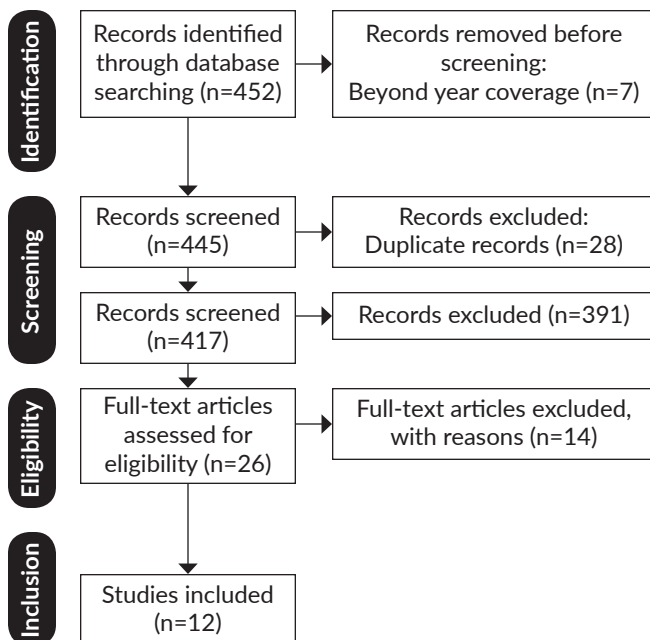 Identification
Records identified
through database
searching (n=452)
Records removed before
screening:
Beyond year coverage (n=7)
Screening
Records screened
(n=445)
Records excluded:
Duplicate records (n=28)
Records screened
(n=417)
Records excluded (n=391)
Eligibility
Full-text articles
assessed for
eligibility (n=26)
Full-text articles excluded,
with reasons (n=14)
Inclusion
Studies included
(n=12)